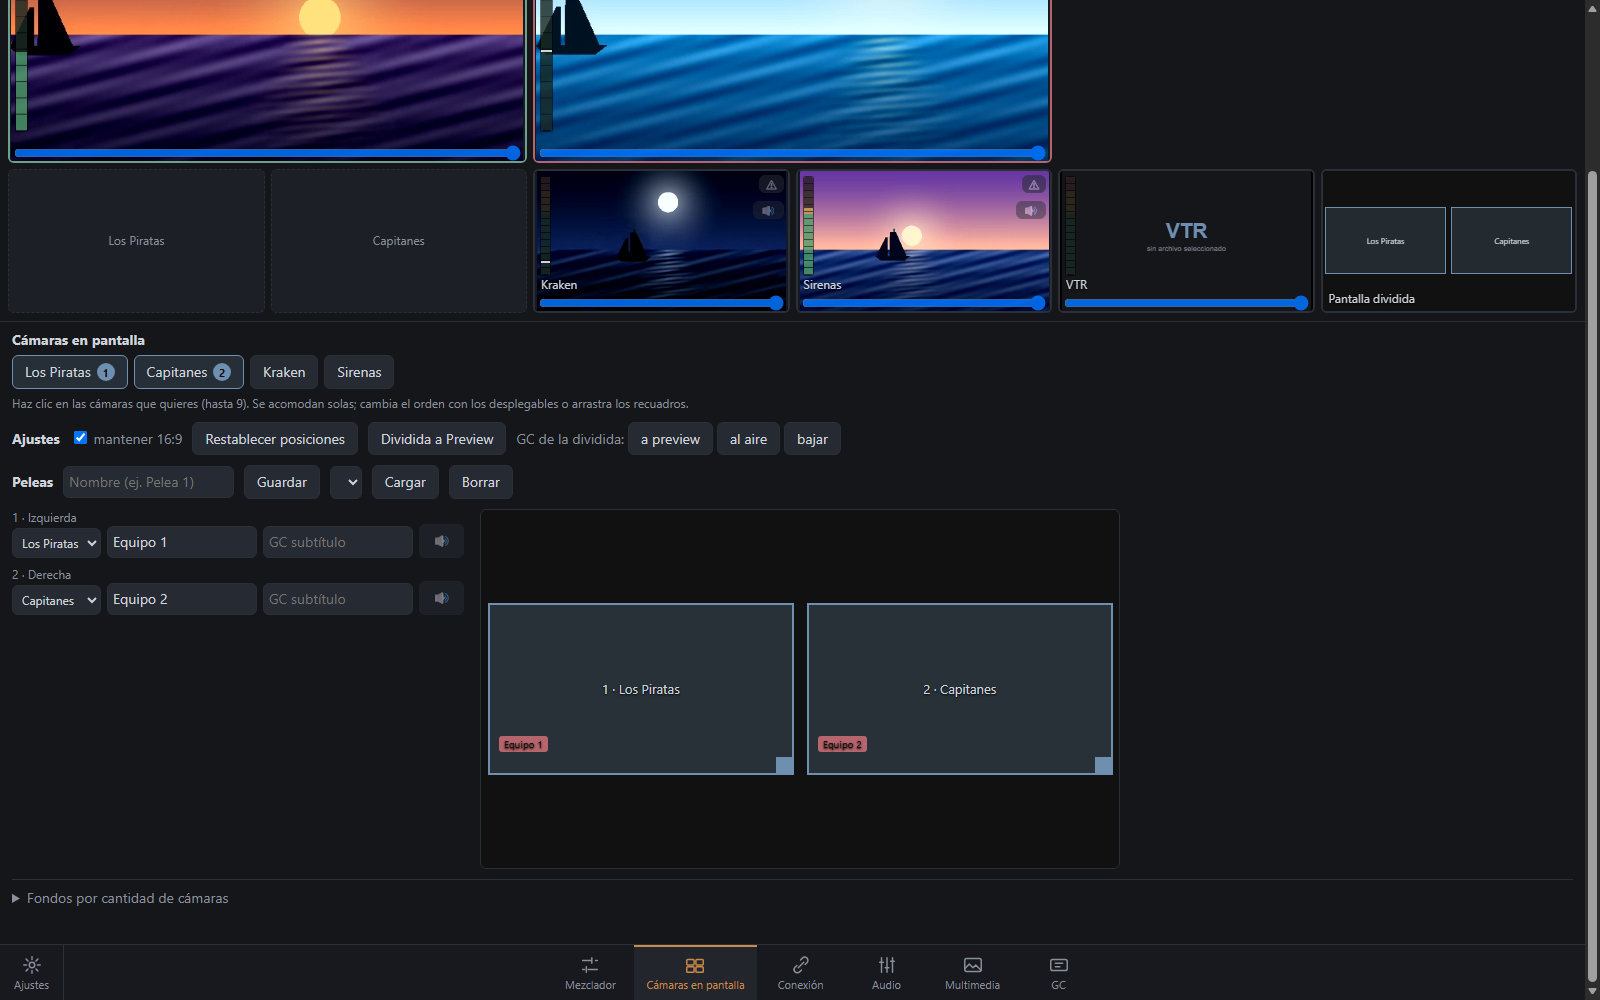 Los Piratas
Capitanes
Kraken
Sirenas
VTR
sin archivo seleccionado
VTR
Los Piratas
Capitanes
Pantalla dividida
Cámaras en pantalla
Los Piratas 1
Capitanes 2
Kraken
Sirenas
Haz clic en las cámaras que quieres (hasta 9). Se acomodan solas; cambia el orden con los desplegables o arrastra los recuadros.
Ajustes mantener 16:9 Restablecer posiciones Dividida a Preview GC de la dividida: a preview al aire bajar
Peleas Nombre (ej. Pelea 1) Guardar Cargar Borrar
1 · Izquierda
Los Piratas Equipo 1 GC subtítulo
2 · Derecha
Capitanes Equipo 2 GC subtítulo
1 · Los Piratas
Equipo 1
2 · Capitanes
Equipo 2
Fondos por cantidad de cámaras
Ajustes
Mezclador
Cámaras en pantalla
Conexión
Audio
Multimedia
GC